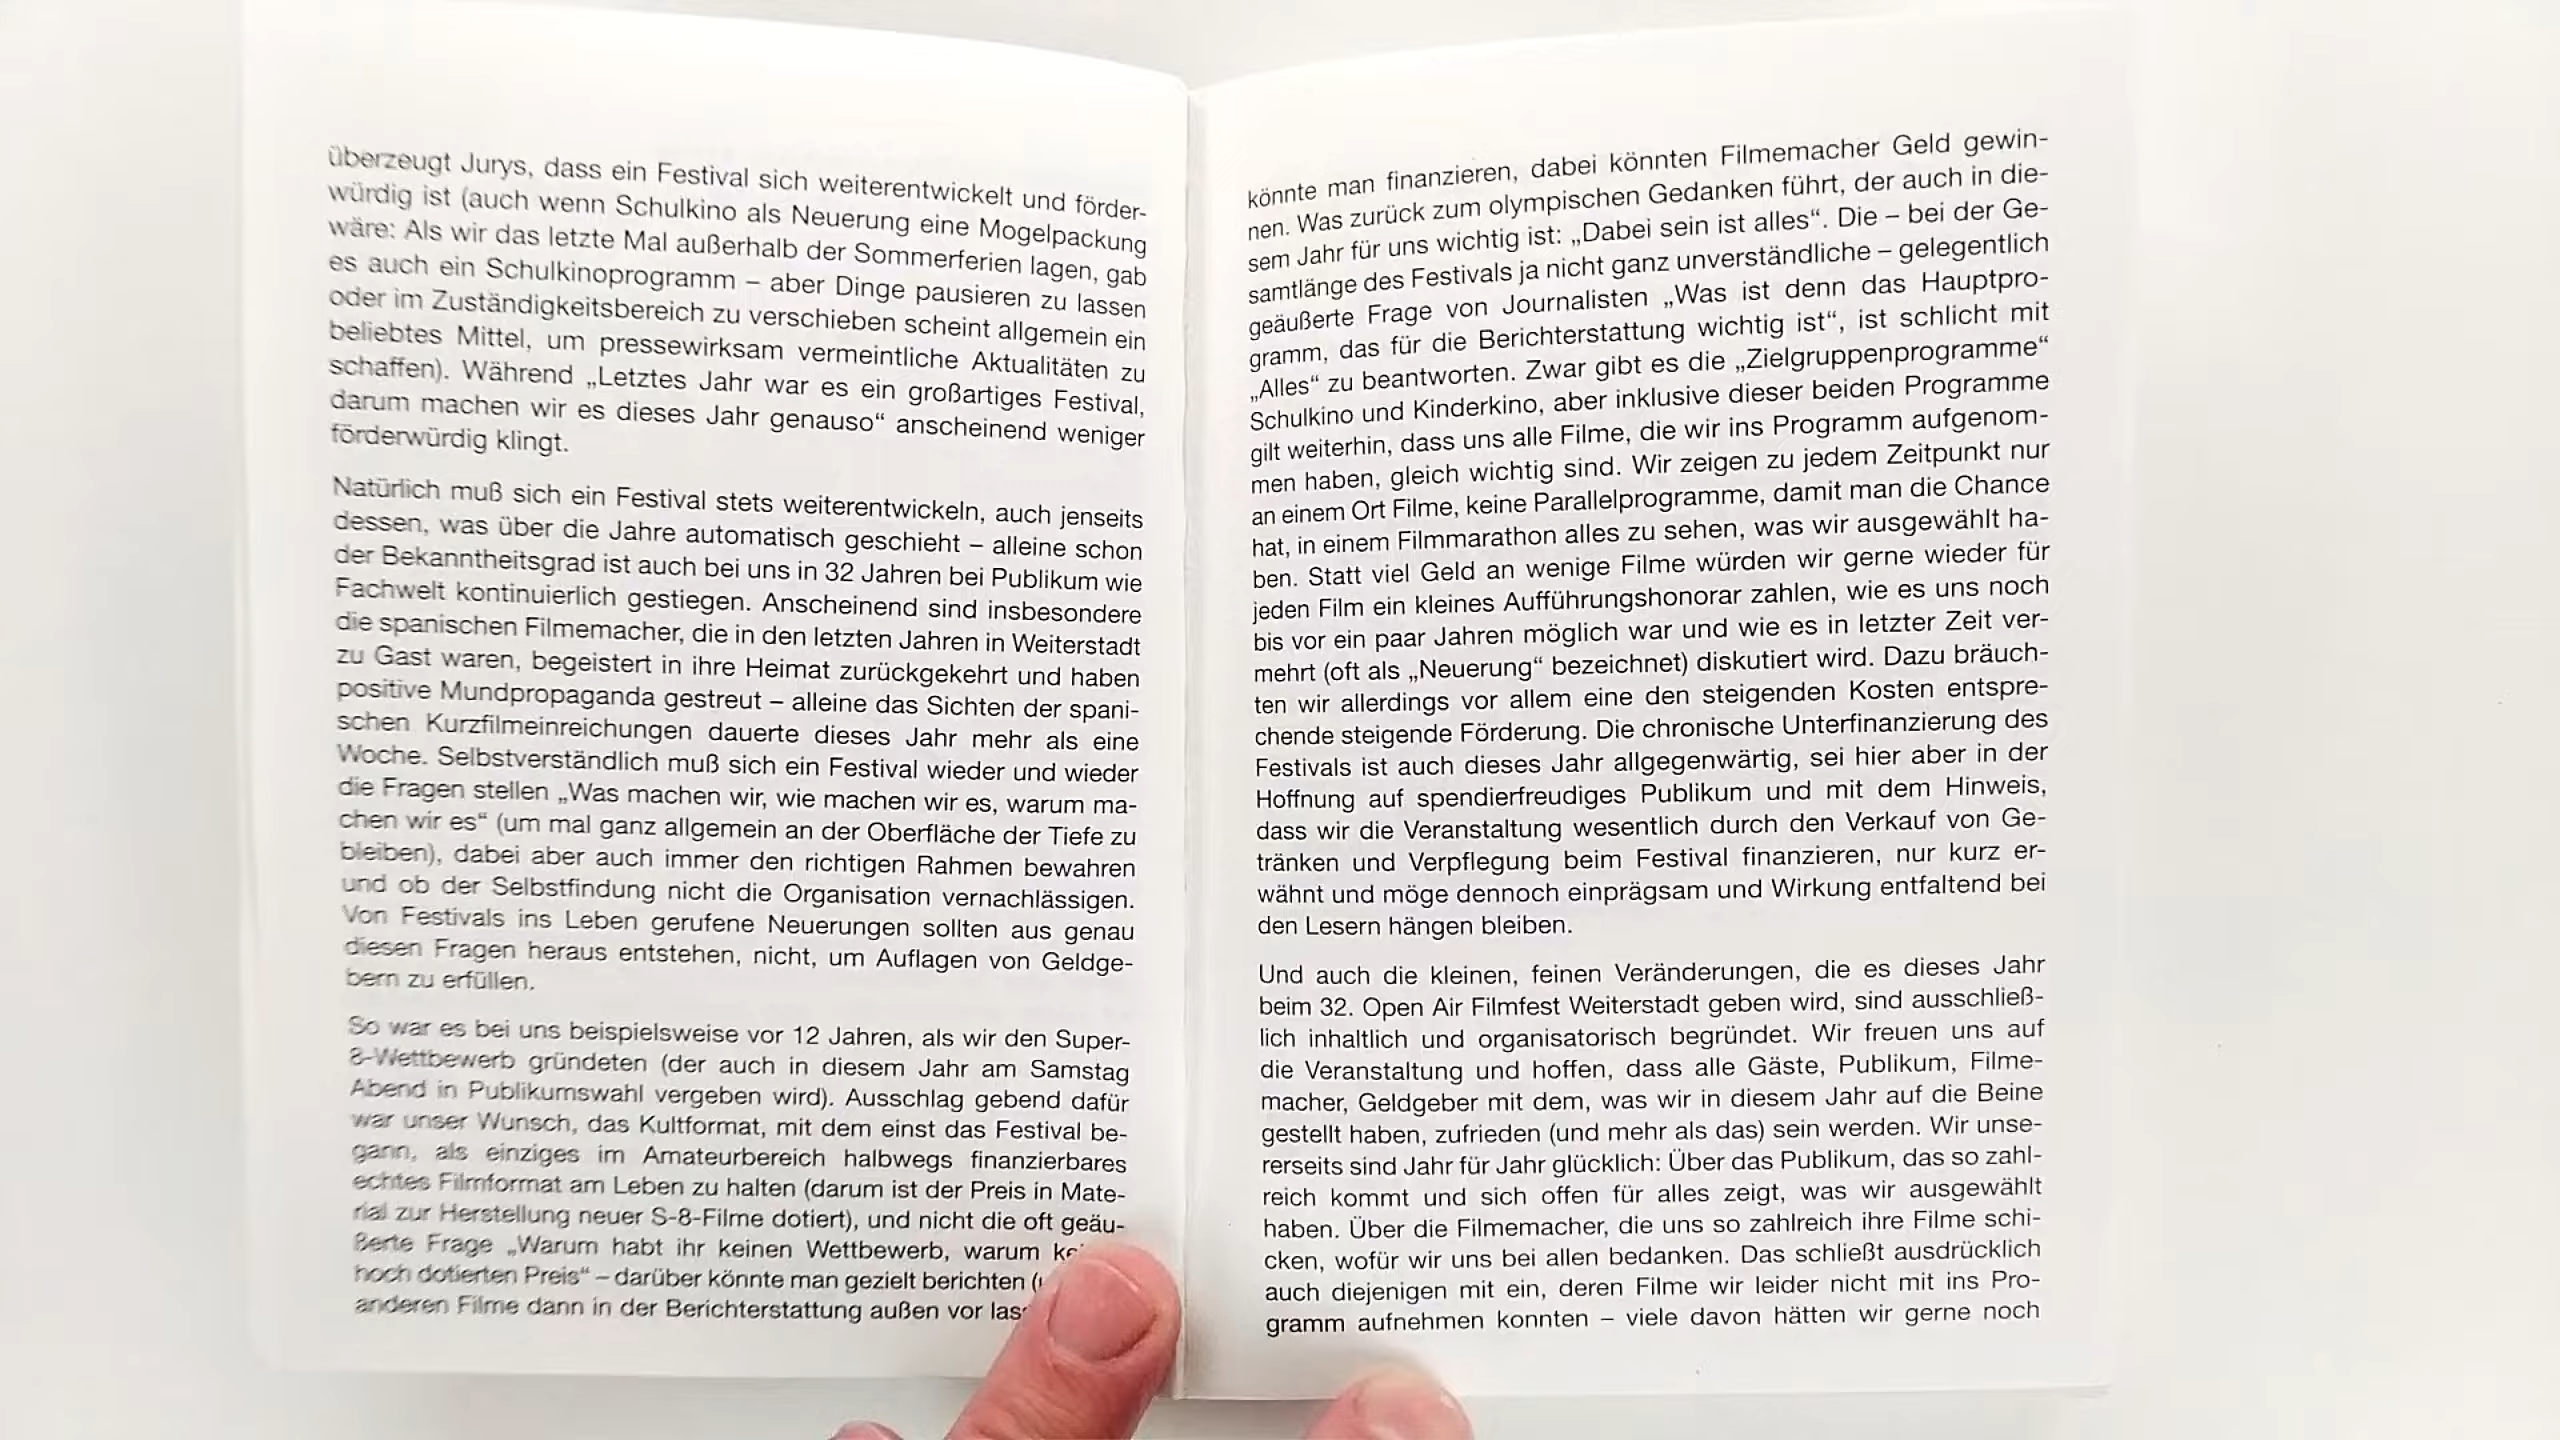 überzeugt Jurys, dass ein Festival sich weiterentwickelt und förder-
würdig ist (auch wenn Schulkino als Neuerung eine Mogelpackung
wäre: Als wir das letzte Mal außerhalb der Sommerferien lagen, gab
es auch ein Schulkinoprogramm – aber Dinge pausieren zu lassen
oder im Zuständigkeitsbereich zu verschieben scheint allgemein ein
beliebtes Mittel, um pressewirksam vermeintliche Aktualitäten zu
schaffen). Während „Letztes Jahr war es ein großartiges Festival,
darum machen wir es dieses Jahr genauso“ anscheinend weniger
förderwürdig klingt.
Natürlich muß sich ein Festival stets weiterentwickeln, auch jenseits
dessen, was über die Jahre automatisch geschieht – alleine schon
der Bekanntheitsgrad ist auch bei uns in 32 Jahren bei Publikum wie
Fachwelt kontinuierlich gestiegen. Anscheinend sind insbesondere
die spanischen Filmemacher, die in den letzten Jahren in Weiterstadt
zu Gast waren, begeistert in ihre Heimat zurückgekehrt und haben
positive Mundpropaganda gestreut – alleine das Sichten der spani-
schen Kurzfilmeinreichungen dauerte dieses Jahr mehr als eine
Woche. Selbstverständlich muß sich ein Festival wieder und wieder
die Fragen stellen „Was machen wir, wie machen wir es, warum ma-
chen wir es“ (um mal ganz allgemein an der Oberfläche der Tiefe zu
bleiben), dabei aber auch immer den richtigen Rahmen bewahren
und ob der Selbstfindung nicht die Organisation vernachlässigen.
Von Festivals ins Leben gerufene Neuerungen sollten aus genau
diesen Fragen heraus entstehen, nicht, um Auflagen von Geldge-
bern zu erfüllen.
So war es bei uns beispielsweise vor 12 Jahren, als wir den Super-
8-Wettbewerb gründeten (der auch in diesem Jahr am Samstag
Abend in Publikumswahl vergeben wird). Ausschlag gebend dafür
war unser Wunsch, das Kultformat, mit dem einst das Festival be-
gann, als einziges im Amateurbereich halbwegs finanzierbares
echtes Filmformat am Leben zu halten (darum ist der Preis in Mate-
rial zur Herstellung neuer S-8-Filme dotiert), und nicht die oft geäu-
ßerte Frage „Warum habt ihr keinen Wettbewerb, warum
hoch dotierten Preis“ – darüber könnte man gezielt berichten
anderen Filme dann in der Berichterstattung außen vor
könnte man finanzieren, dabei könnten Filmemacher Geld gewin-
nen. Was zurück zum olympischen Gedanken führt, der auch in die-
sem Jahr für uns wichtig ist: „Dabei sein ist alles“. Die – bei der Ge-
samtlänge des Festivals ja nicht ganz unverständliche – gelegentlich
geäußerte Frage von Journalisten „Was ist denn das Hauptpro-
gramm, das für die Berichterstattung wichtig ist“, ist schlicht mit
„Alles“ zu beantworten. Zwar gibt es die „Zielgruppenprogramme“
Schulkino und Kinderkino, aber inklusive dieser beiden Programme
gilt weiterhin, dass uns alle Filme, die wir ins Programm aufgenom-
men haben, gleich wichtig sind. Wir zeigen zu jedem Zeitpunkt nur
an einem Ort Filme, keine Parallelprogramme, damit man die Chance
hat, in einem Filmmarathon alles zu sehen, was wir ausgewählt ha-
ben. Statt viel Geld an wenige Filme würden wir gerne wieder für
jeden Film ein kleines Aufführungshonorar zahlen, wie es uns noch
bis vor ein paar Jahren möglich war und wie es in letzter Zeit ver-
mehrt (oft als „Neuerung“ bezeichnet) diskutiert wird. Dazu bräuch-
ten wir allerdings vor allem eine den steigenden Kosten entspre-
chende steigende Förderung. Die chronische Unterfinanzierung des
Festivals ist auch dieses Jahr allgegenwärtig, sei hier aber in der
Hoffnung auf spendierfreudiges Publikum und mit dem Hinweis,
dass wir die Veranstaltung wesentlich durch den Verkauf von Ge-
tränken und Verpflegung beim Festival finanzieren, nur kurz er-
wähnt und möge dennoch einprägsam und Wirkung entfaltend bei
den Lesern hängen bleiben.
Und auch die kleinen, feinen Veränderungen, die es dieses Jahr
beim 32. Open Air Filmfest Weiterstadt geben wird, sind ausschließ-
lich inhaltlich und organisatorisch begründet. Wir freuen uns auf
die Veranstaltung und hoffen, dass alle Gäste, Publikum, Filme-
macher, Geldgeber mit dem, was wir in diesem Jahr auf die Beine
gestellt haben, zufrieden (und mehr als das) sein werden. Wir unse-
rerseits sind Jahr für Jahr glücklich: Über das Publikum, das so zahl-
reich kommt und sich offen für alles zeigt, was wir ausgewählt
haben. Über die Filmemacher, die uns so zahlreich ihre Filme schi-
cken, wofür wir uns bei allen bedanken. Das schließt ausdrücklich
auch diejenigen mit ein, deren Filme wir leider nicht mit ins Pro-
gramm aufnehmen konnten – viele davon hätten wir gerne noch